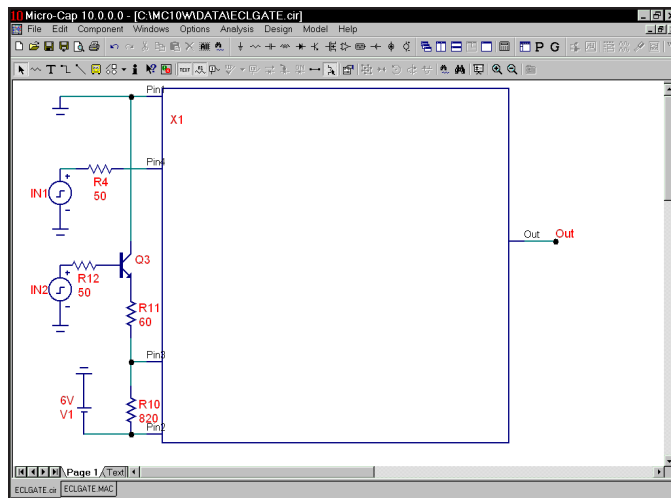 10 Micro-Cap 10.0.0.0 - [C:\MC10W\DATA\ECLGATE.cir]
File Edit Component Windows Options Analysis Design Model Help
P G
T TEXT
Pin1
X1
Pin4
R4
50
IN1
Out Out
Q3
R12
50
IN2
R11
60
Pin3
6V
V1
R10
820
Pin2
Page 1 Text
ECLGATE.cir ECLGATE.MAC